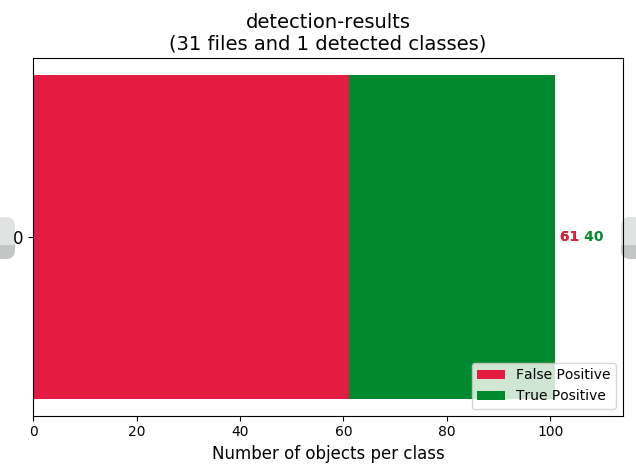 detection-results
(31 files and 1 detected classes)
0
61 40
False Positive
True Positive
0 20 40 60 80 100
Number of objects per class